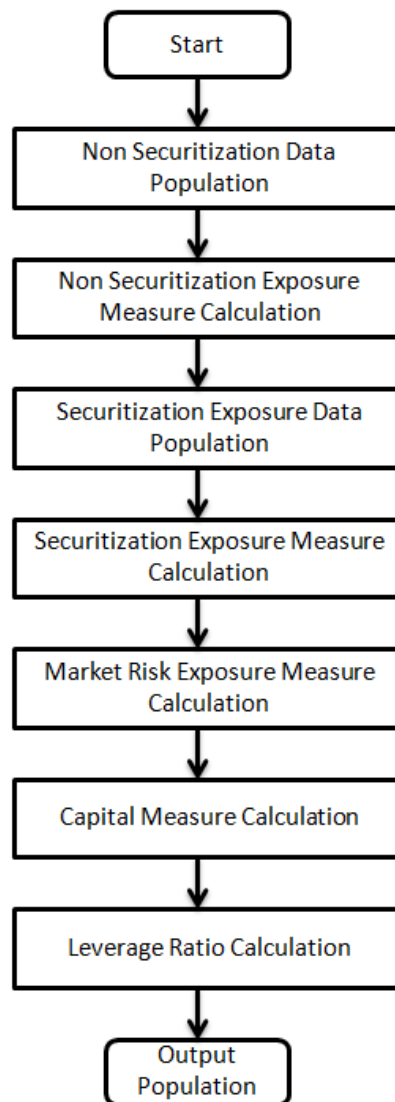 Start
Non Securitization Data
Population
Non Securitization Exposure
Measure Calculation
Securitization Exposure Data
Population
Securitization Exposure Measure
Calculation
Market Risk Exposure Measure
Calculation
Capital Measure Calculation
Leverage Ratio Calculation
Output
Population